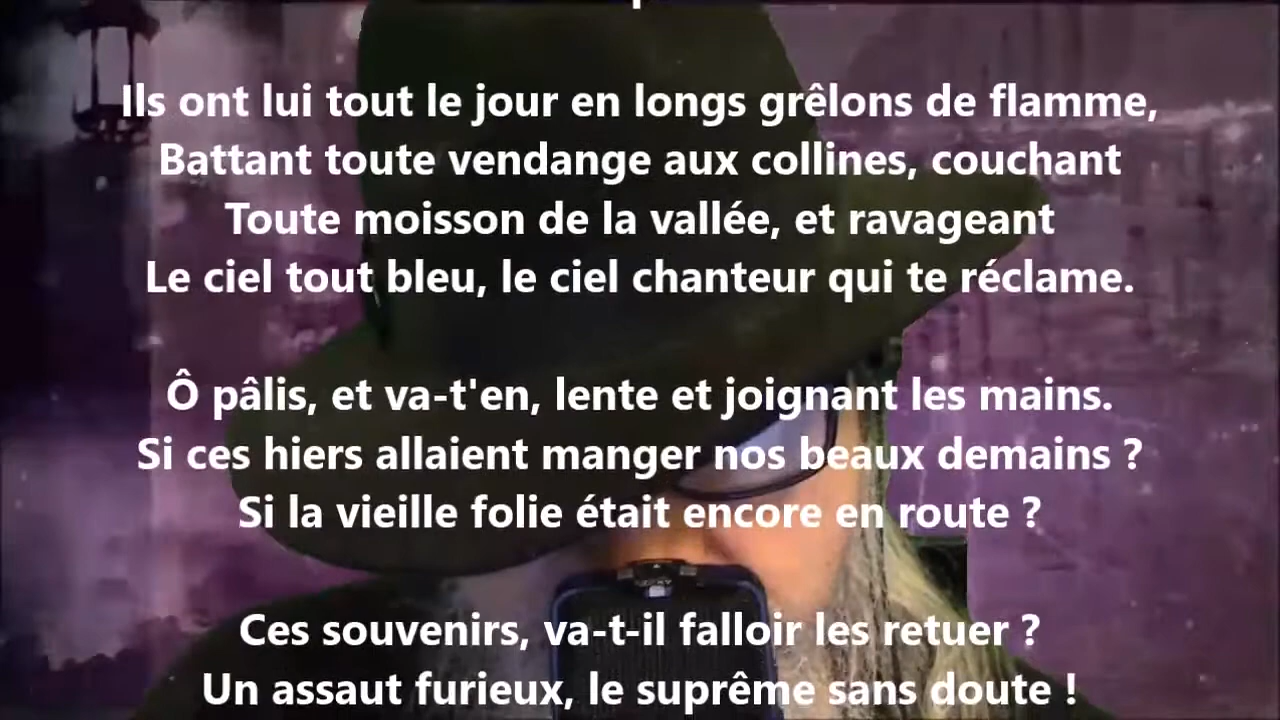 Ils ont lui tout le jour en longs grêlons de flamme,
Battant toute vendange aux collines, couchant
Toute moisson de la vallée, et ravageant
Le ciel tout bleu, le ciel chanteur qui te réclame.
Ô pâlis, et va-t'en, lente et joignant les mains.
Si ces hiers allaient manger nos beaux demains ?
Si la vieille folie était encore en route ?
Ces souvenirs, va-t-il falloir les retuer ?
Un assaut furieux, le suprême sans doute !